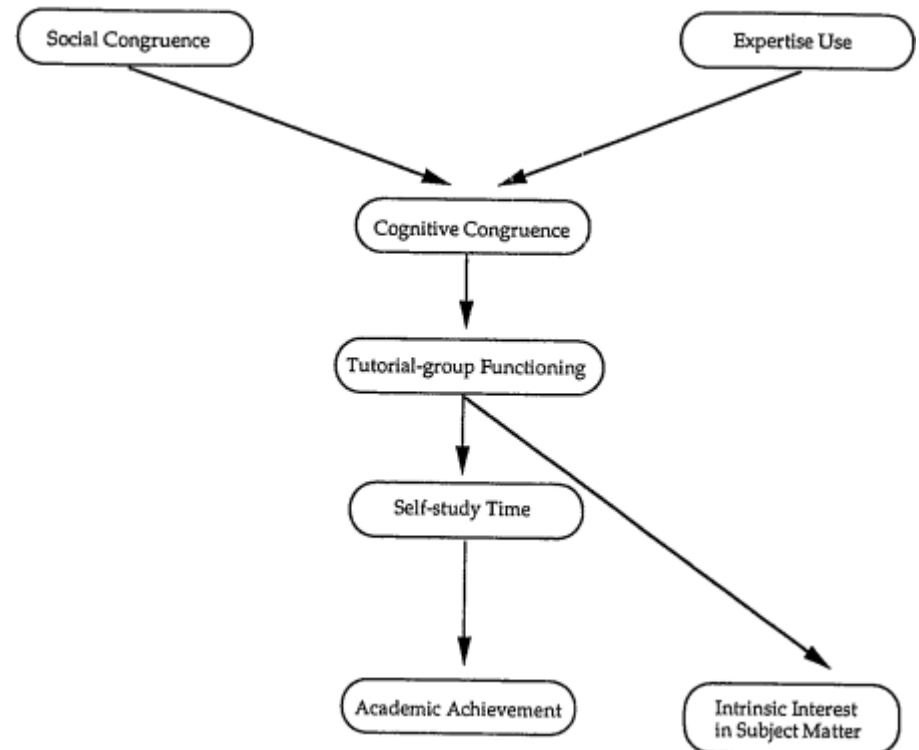 Social Congruence
Expertise Use
Cognitive Congruence
Tutorial-group Functioning
Self-study Time
Academic Achievement
Intrinsic Interest
in Subject Matter